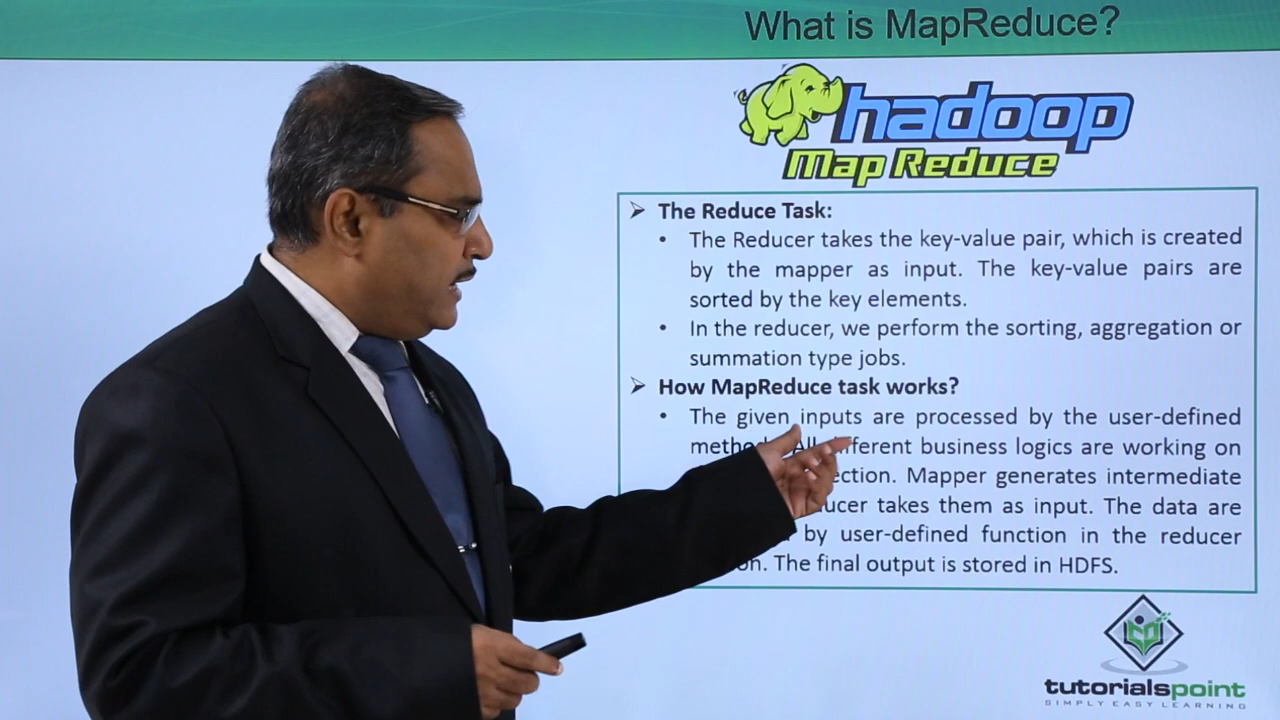 What is MapReduce?
hadoop
Map Reduce
➢ The Reduce Task:
• The Reducer takes the key-value pair, which is created
by the mapper as input. The key-value pairs are
sorted by the key elements.
• In the reducer, we perform the sorting, aggregation or
summation type jobs.
➢ How MapReduce task works?
• The given inputs are processed by the user-defined
business logics are working on
Mapper generates intermediate
takes them as input. The data are
by user-defined function in the reducer
The final output is stored in HDFS.
tutorialspoint
SIMPLY EASY LEARNING